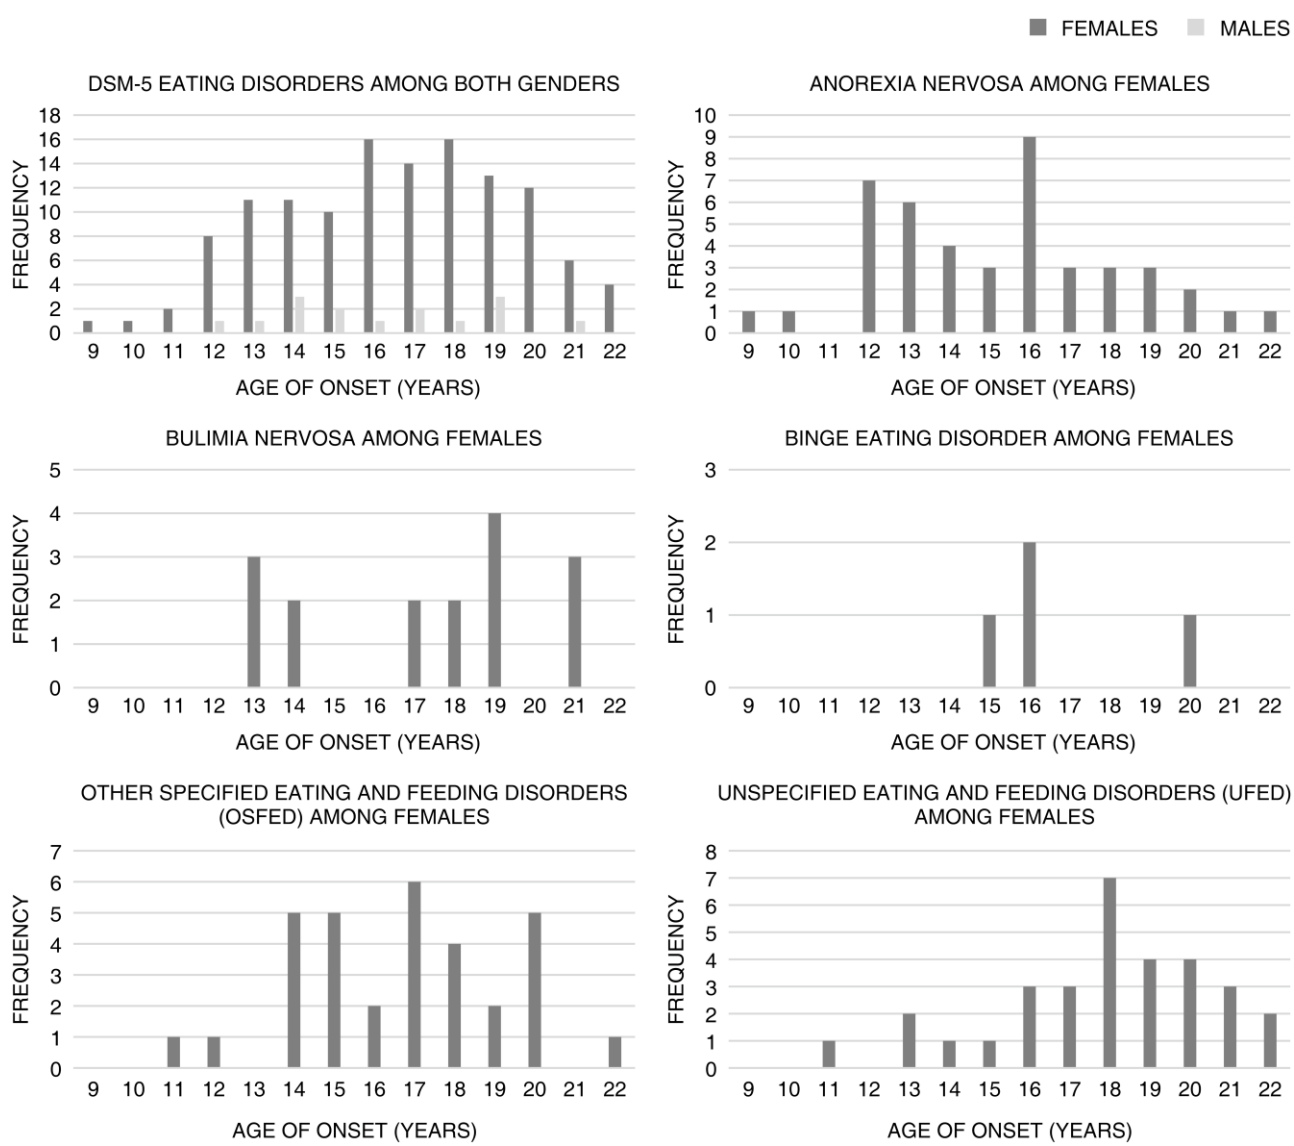 FEMALES MALES
DSM-5 EATING DISORDERS AMONG BOTH GENDERS
FREQUENCY
18
16
14
12
10
8
6
4
2
0
9 10 11 12 13 14 15 16 17 18 19 20 21 22
AGE OF ONSET (YEARS)
ANOREXIA NERVOSA AMONG FEMALES
FREQUENCY
10
9
8
7
6
5
4
3
2
1
0
9 10 11 12 13 14 15 16 17 18 19 20 21 22
AGE OF ONSET (YEARS)
BULIMIA NERVOSA AMONG FEMALES
FREQUENCY
5
4
3
2
1
0
9 10 11 12 13 14 15 16 17 18 19 20 21 22
AGE OF ONSET (YEARS)
BINGE EATING DISORDER AMONG FEMALES
FREQUENCY
3
2
1
0
9 10 11 12 13 14 15 16 17 18 19 20 21 22
AGE OF ONSET (YEARS)
OTHER SPECIFIED EATING AND FEEDING DISORDERS
(OSFED) AMONG FEMALES
FREQUENCY
7
6
5
4
3
2
1
0
9 10 11 12 13 14 15 16 17 18 19 20 21 22
AGE OF ONSET (YEARS)
UNSPECIFIED EATING AND FEEDING DISORDERS (UFED)
AMONG FEMALES
FREQUENCY
8
7
6
5
4
3
2
1
0
9 10 11 12 13 14 15 16 17 18 19 20 21 22
AGE OF ONSET (YEARS)